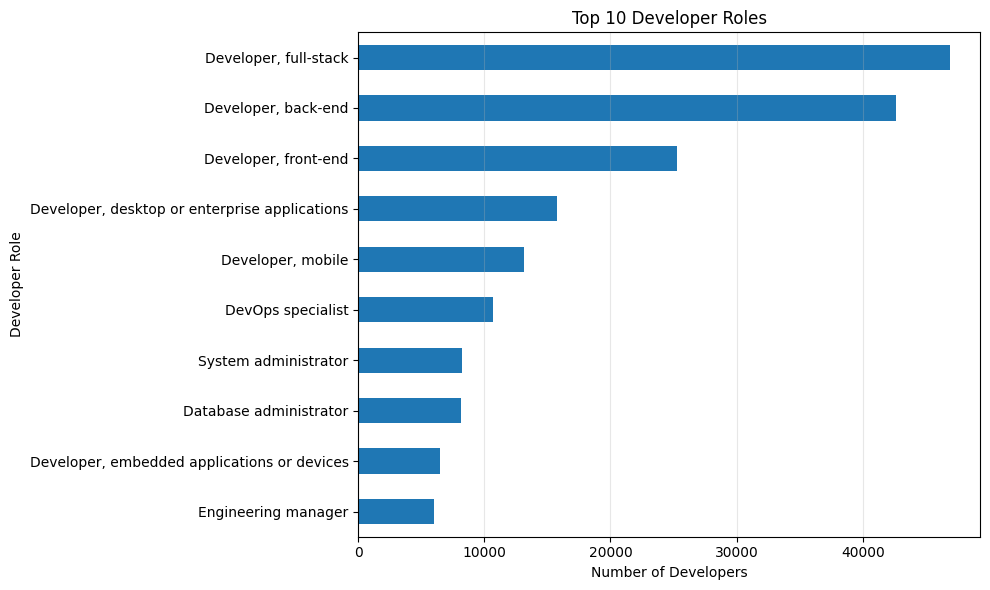 Top 10 Developer Roles
Developer Role
Developer, full-stack
Developer, back-end
Developer, front-end
Developer, desktop or enterprise applications
Developer, mobile
DevOps specialist
System administrator
Database administrator
Developer, embedded applications or devices
Engineering manager
0 10000 20000 30000 40000
Number of Developers